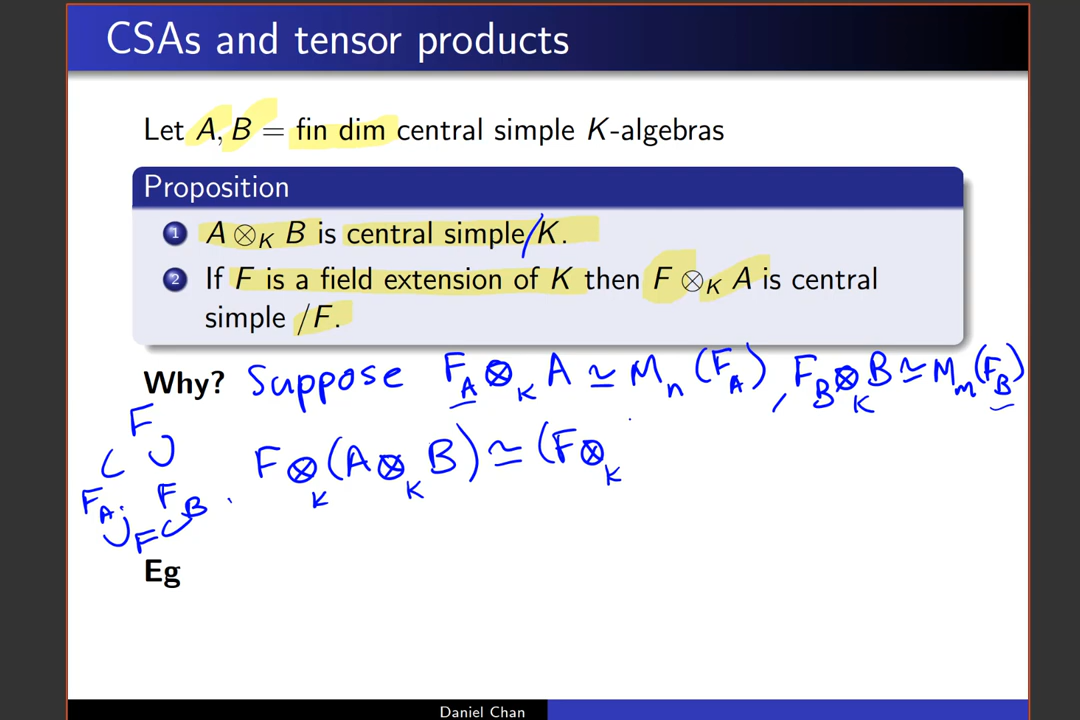 CSAs and tensor products
Let A, B = fin dim central simple K-algebras
Proposition
1 A ⊗_K B is central simple/K.
2 If F is a field extension of K then F ⊗_K A is central
simple /F.
Why? Suppose F_A ⊗_K A ≃ M_n (F_A) , F_B ⊗_K B ≃ M_m (F_B)
F
F ⊗_K (A ⊗_K B) ≃ (F ⊗_K
F_A F_B
F
Eg
Daniel Chan